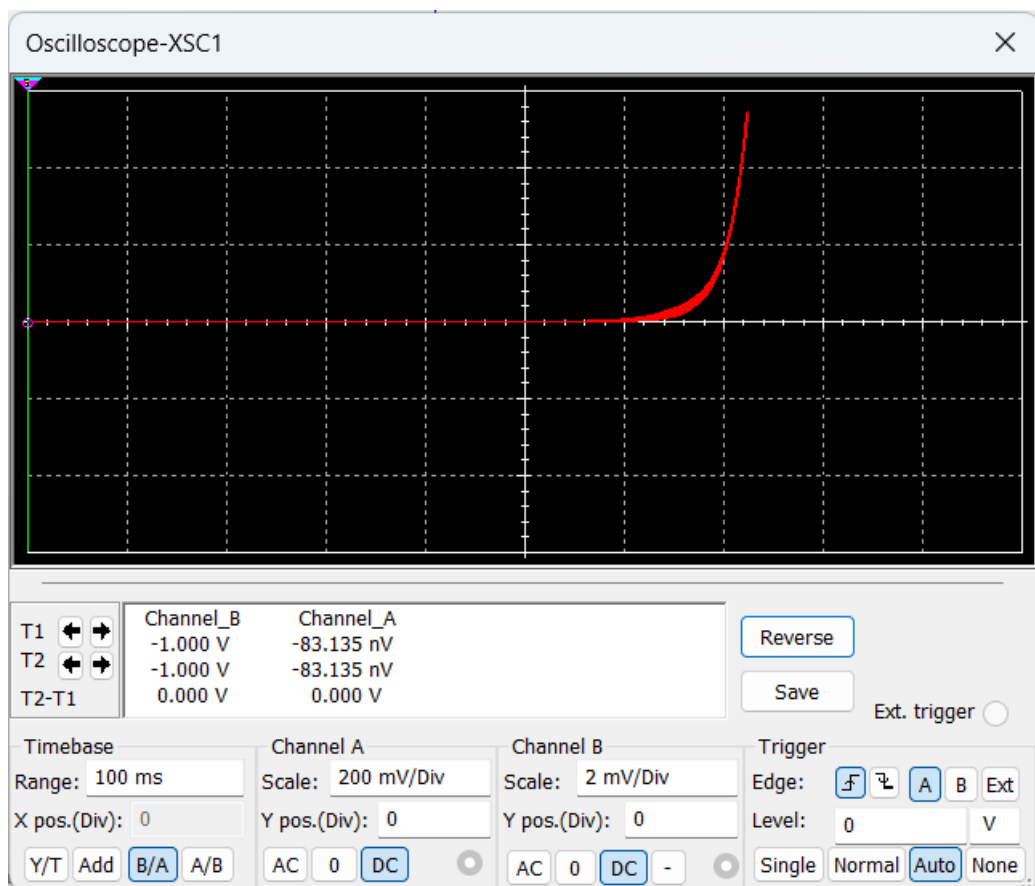 Oscilloscope-XSC1
T1
T2
T2-T1
Channel_B Channel_A
-1.000 V -83.135 nV
-1.000 V -83.135 nV
0.000 V 0.000 V
Reverse
Save
Ext. trigger
Timebase
Range: 100 ms
X pos.(Div): 0
Y/T Add B/A A/B
Channel A
Scale: 200 mV/Div
Y pos.(Div): 0
AC 0 DC
Channel B
Scale: 2 mV/Div
Y pos.(Div): 0
AC 0 DC -
Trigger
Edge: A B Ext
Level: 0 V
Single Normal Auto None